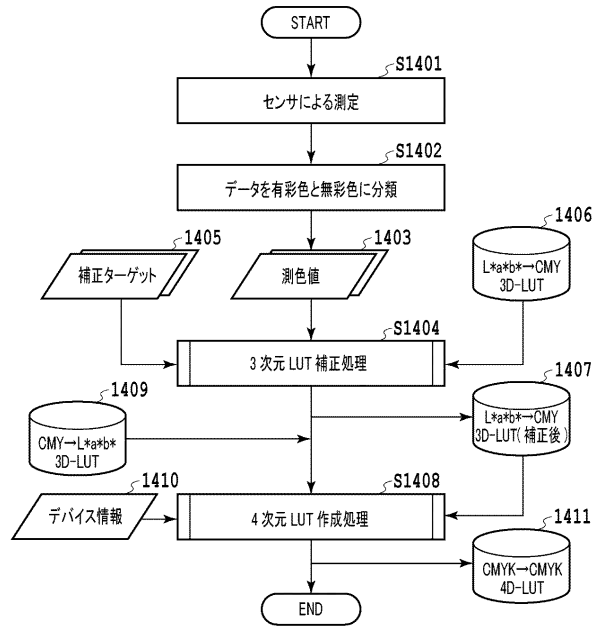 START
S1401
センサによる測定
S1402
データを有彩色と無彩色に分類
1405
補正ターゲット
1403
測色値
1406
L*a*b*→CMY
3D-LUT
S1404
3次元LUT補正処理
1407
L*a*b*→CMY
3D-LUT(補正後)
1409
CMY→L*a*b*
3D-LUT
1410
デバイス情報
S1408
4次元LUT作成処理
1411
CMYK→CMYK
4D-LUT
END